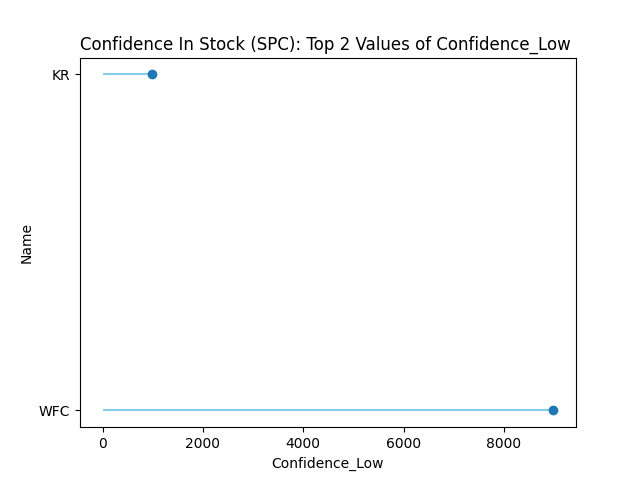 Confidence In Stock (SPC): Top 2 Values of Confidence_Low
KR
Name
WFC
0 2000 4000 6000 8000
Confidence_Low